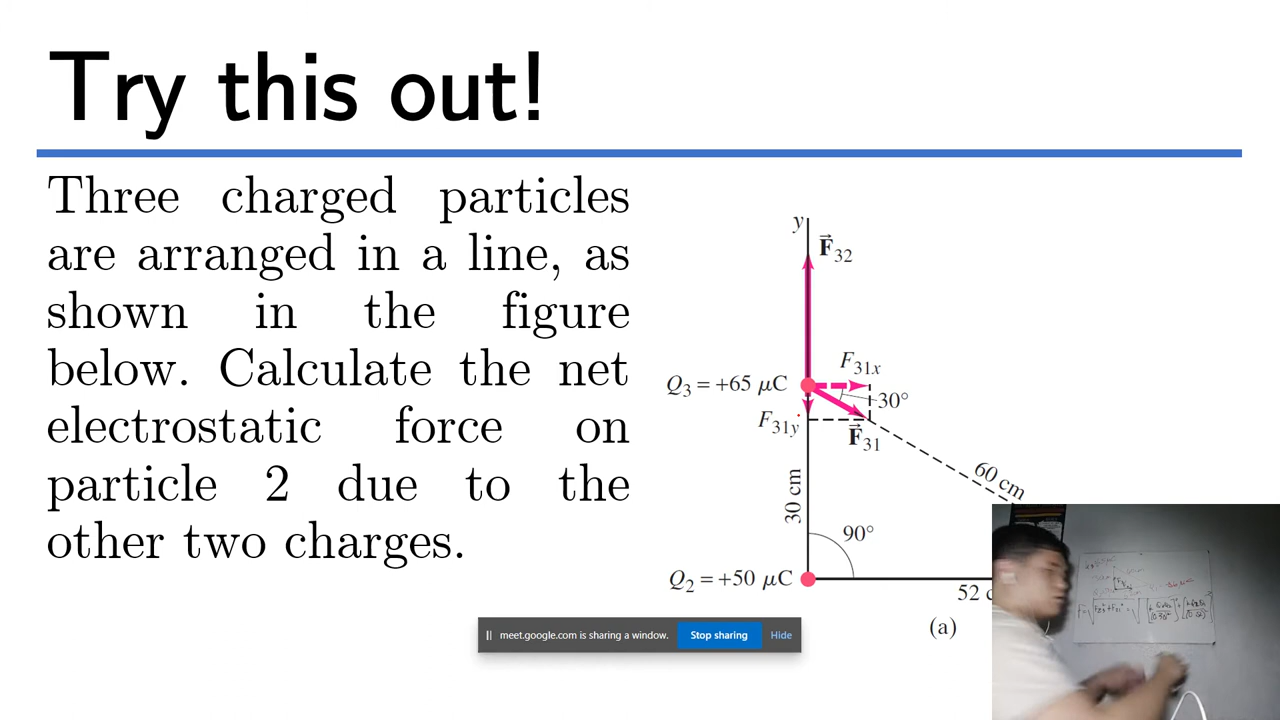 Try this out!
Three charged particles
are arranged in a line, as
shown in the figure
below. Calculate the net
electrostatic force on
particle 2 due to the
other two charges.
y
F⃗32
F31x
Q3 = +65 μC
30°
F31y
F⃗31
60 cm
30 cm
90°
Q2 = +50 μC
52
(a)
meet.google.com is sharing a window.
Stop sharing
Hide